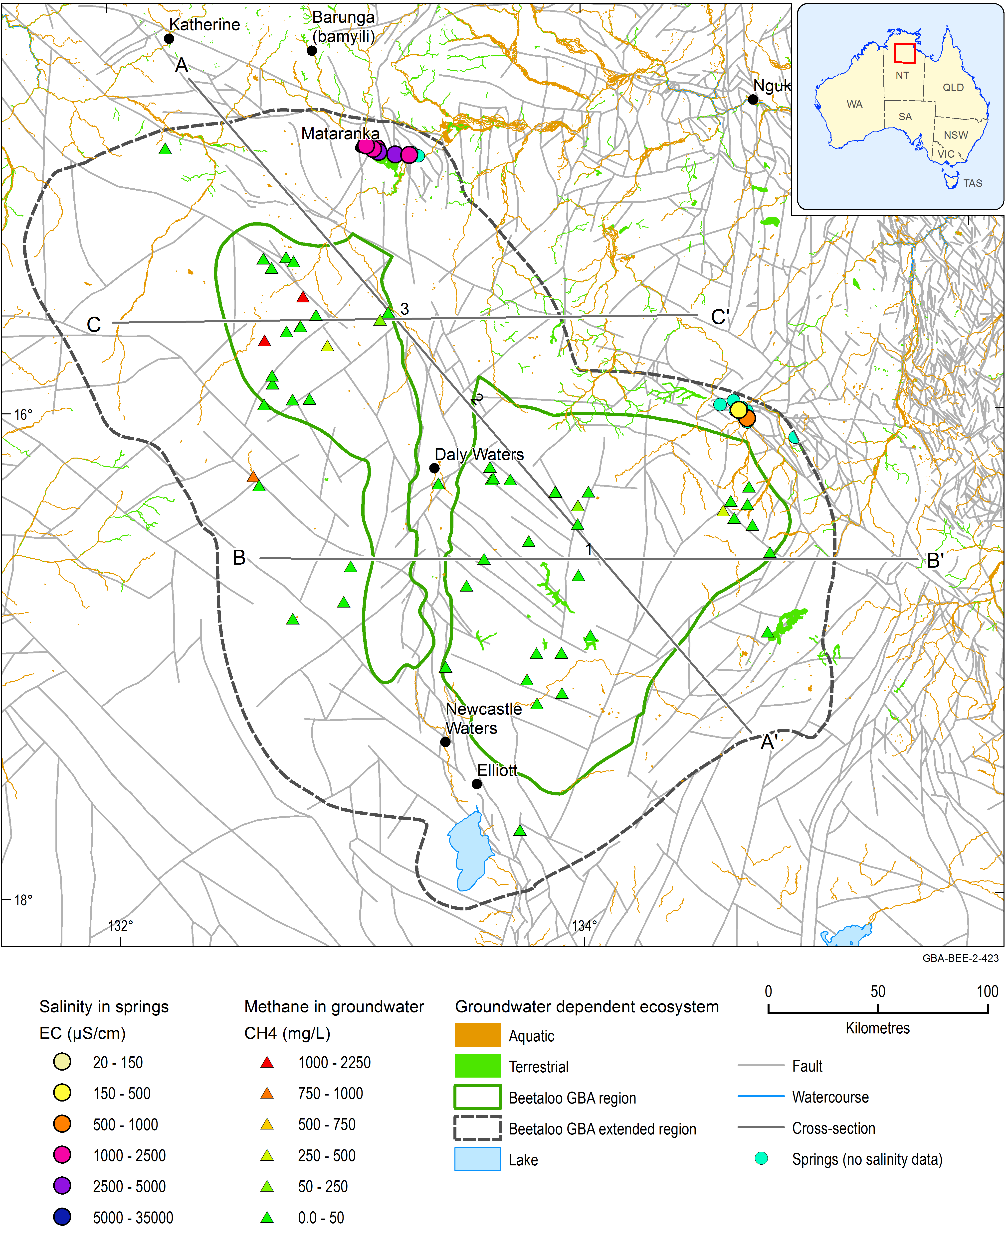 Katherine
Barunga
(bamyili)
A
Nguk
Mataranka
WA
NT
QLD
SA
NSW
VIC
TAS
C
3
C'
2
16°
Daly Waters
B
1
B'
Newcastle
Waters
A'
Elliott
18°
132°
134°
GBA-BEE-2-423
Salinity in springs
EC (µS/cm)
20 - 150
150 - 500
500 - 1000
1000 - 2500
2500 - 5000
5000 - 35000
Methane in groundwater
CH4 (mg/L)
1000 - 2250
750 - 1000
500 - 750
250 - 500
50 - 250
0.0 - 50
Groundwater dependent ecosystem
Aquatic
Terrestrial
Beetaloo GBA region
Beetaloo GBA extended region
Lake
0 50 100
Kilometres
Fault
Watercourse
Cross-section
Springs (no salinity data)